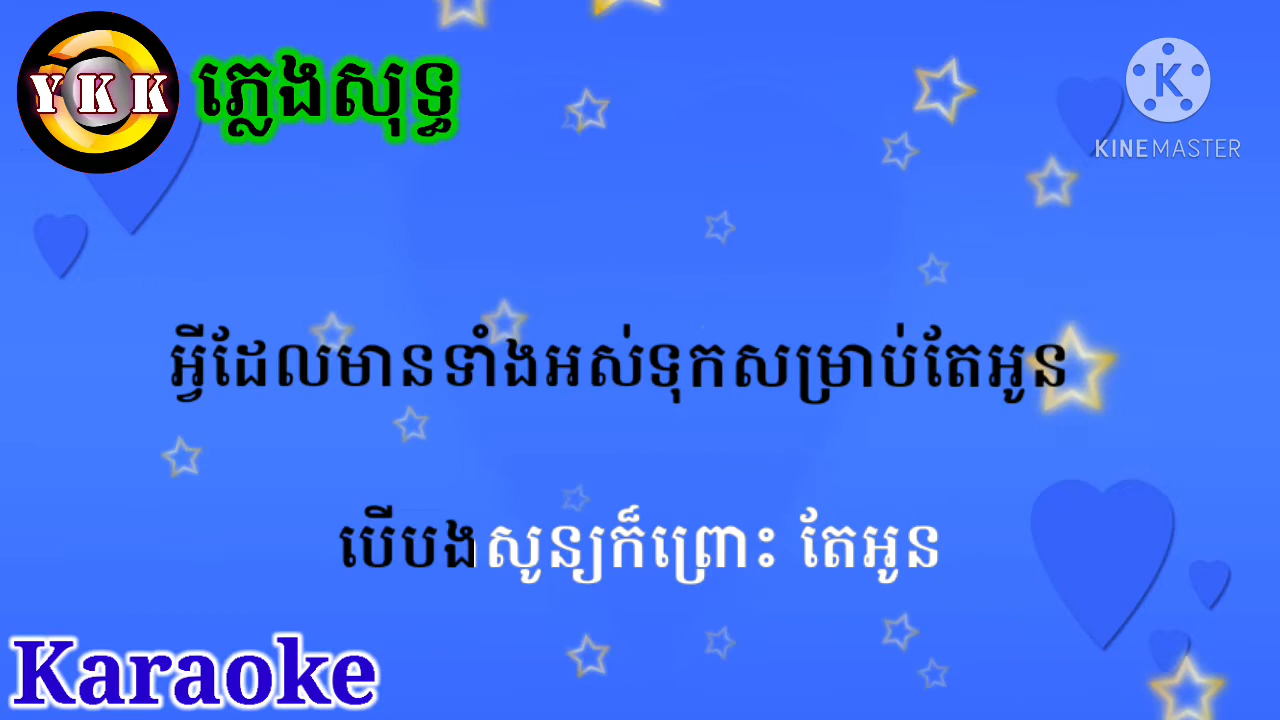 YKK
ភ្លេងសុទ្ធ
K
KINEMASTER
អ្វីដែលមានទាំងអស់ទុកសម្រាប់តែអូន
បើបងសូន្យក៏ព្រោះ តែអូន
Karaoke